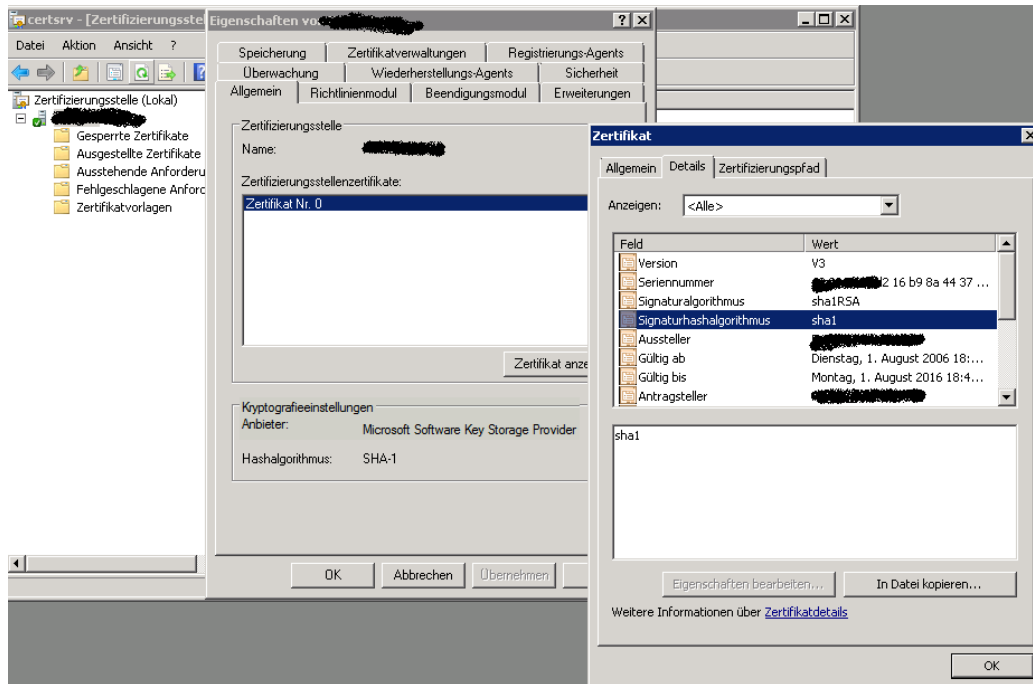 certsrv - [Zertifizierungsstel
Datei Aktion Ansicht ?
Zertifizierungsstelle (Lokal)
Gesperrte Zertifikate
Ausgestellte Zertifikate
Ausstehende Anforderu
Fehlgeschlagene Anforc
Zertifikatvorlagen
Eigenschaften vo
Speicherung Zertifikatverwaltungen Registrierungs-Agents
Überwachung Wiederherstellungs-Agents Sicherheit
Allgemein Richtlinienmodul Beendigungsmodul Erweiterungen
Zertifizierungsstelle
Name:
Zertifizierungsstellenzertifikate:
Zertifikat Nr. 0
Zertifikat anze
Kryptografieeinstellungen
Anbieter: Microsoft Software Key Storage Provider
Hashalgorithmus: SHA-1
OK Abbrechen Übernehmen
Zertifikat
Allgemein Details Zertifizierungspfad
Anzeigen: <Alle>
Feld Wert
Version V3
Seriennummer 2 16 b9 8a 44 37 ...
Signaturalgorithmus sha1RSA
Signaturhashalgorithmus sha1
Aussteller
Gültig ab Dienstag, 1. August 2006 18:...
Gültig bis Montag, 1. August 2016 18:4...
Antragsteller
sha1
Eigenschaften bearbeiten... In Datei kopieren...
Weitere Informationen über Zertifikatdetails
OK